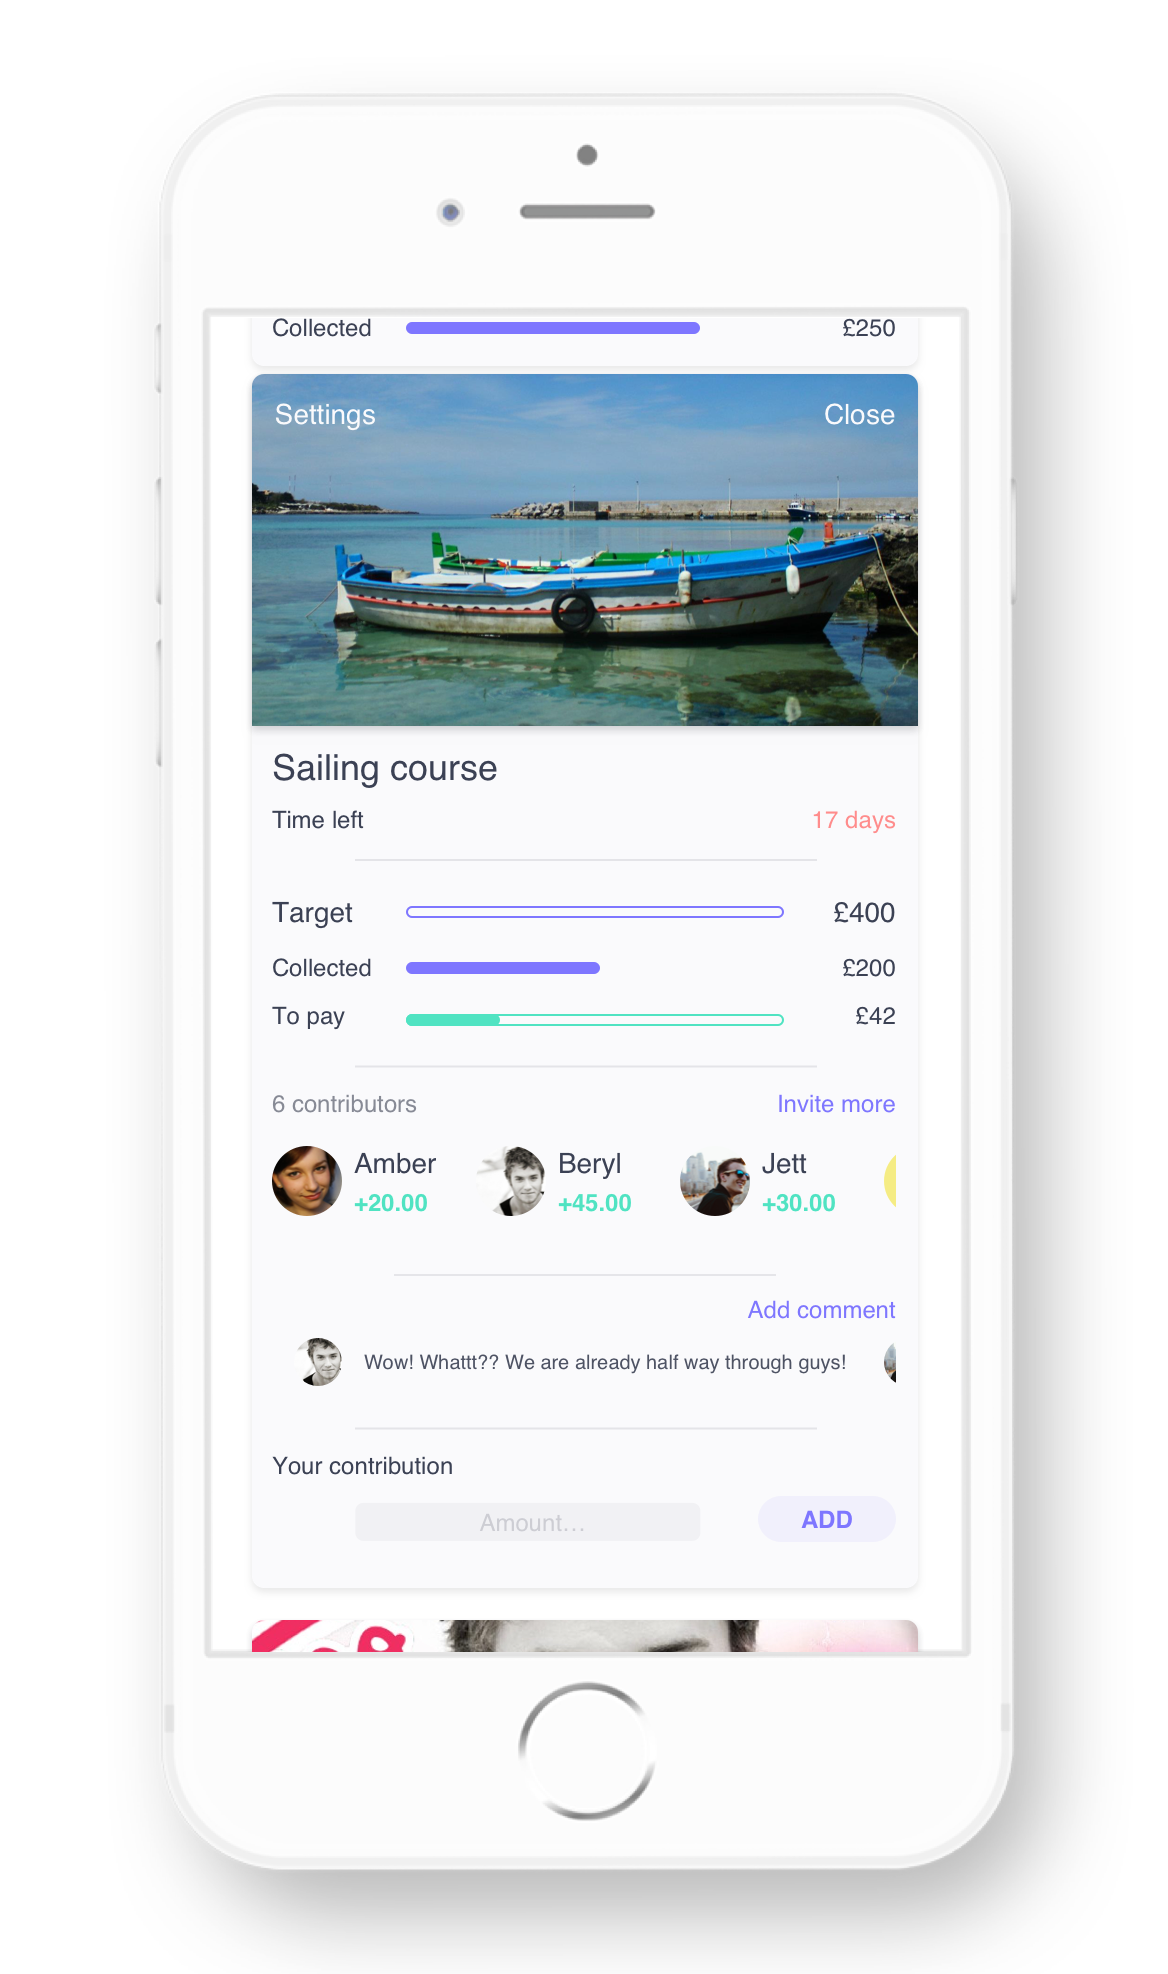 Collected £250
Settings Close
Sailing course
Time left 17 days
Target £400
Collected £200
To pay £42
6 contributors Invite more
Amber Beryl Jett
+20.00 +45.00 +30.00
Add comment
Wow! Whattt?? We are already half way through guys!
Your contribution
Amount... ADD